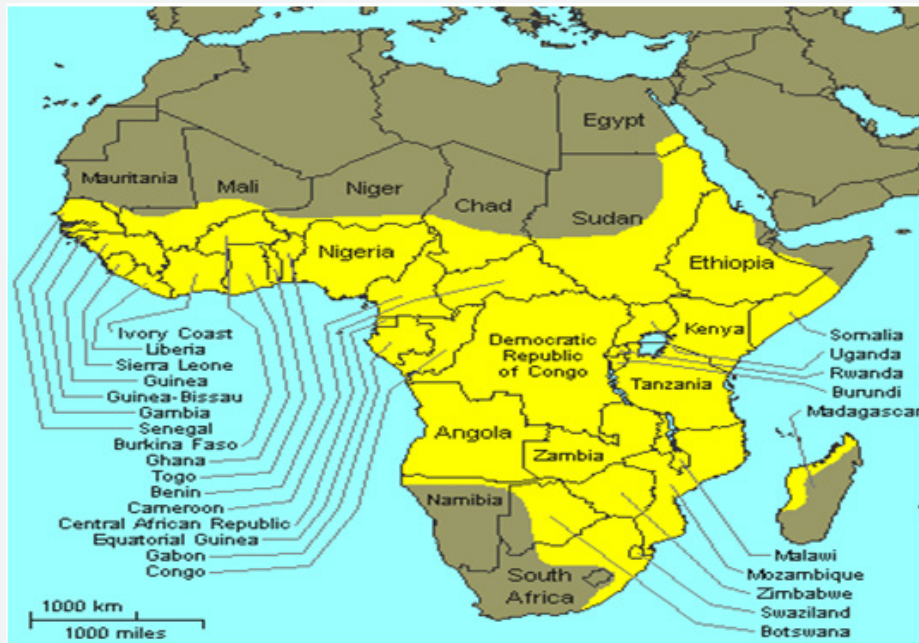 Egypt
Mauritania
Mali
Niger
Chad
Sudan
Nigeria
Ethiopia
Ivory Coast
Liberia
Sierra Leone
Guinea
Guinea-Bissau
Gambia
Senegal
Burkina Faso
Ghana
Togo
Benin
Cameroon
Central African Republic
Equatorial Guinea
Gabon
Congo
Democratic
Republic
of Congo
Kenya
Tanzania
Somalia
Uganda
Rwanda
Burundi
Madagascar
Angola
Zambia
Namibia
South
Africa
Malawi
Mozambique
Zimbabwe
Swaziland
Botswana
1000 km
1000 miles